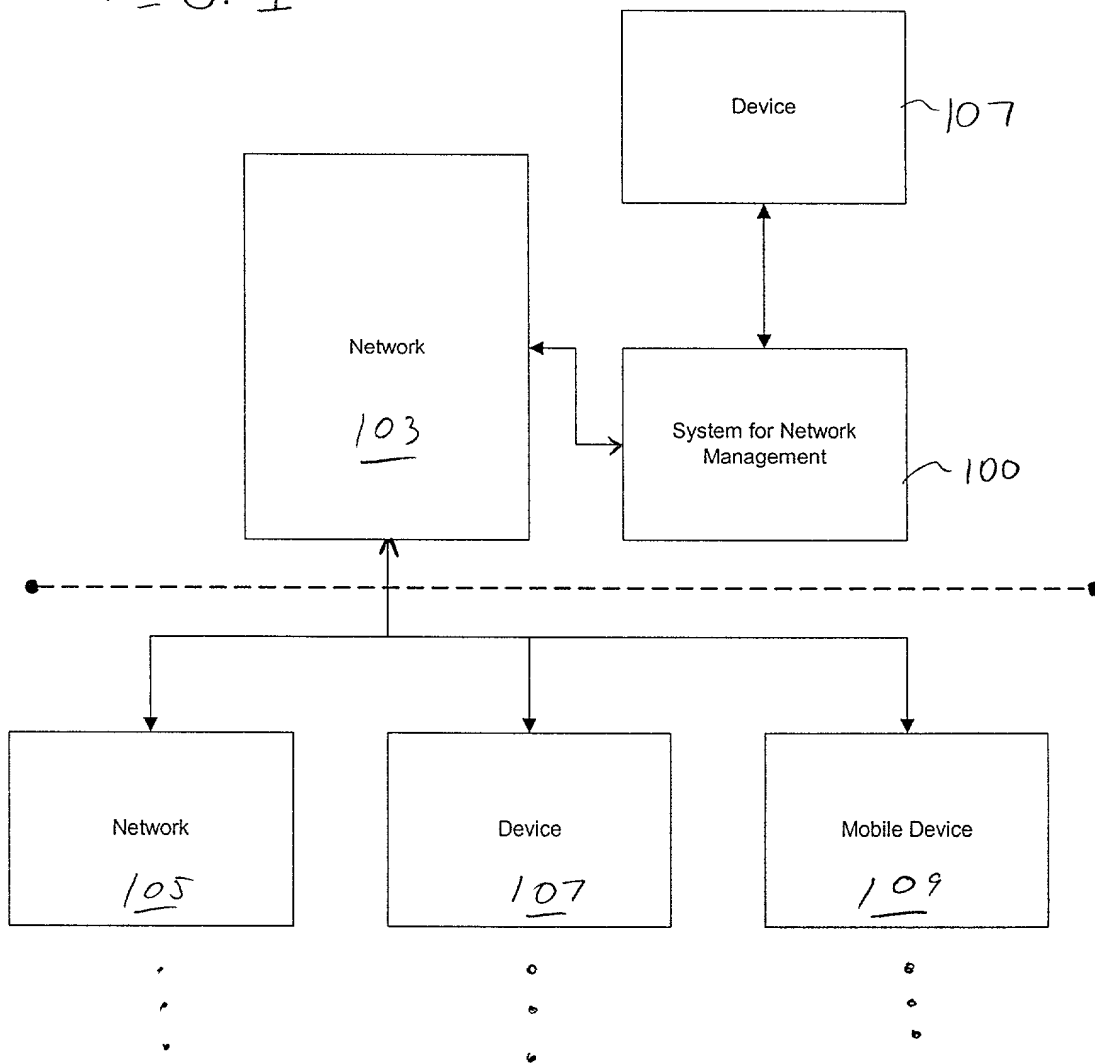 Device
107
Network
103
System for Network
Management
100
Network
105
Device
107
Mobile Device
109